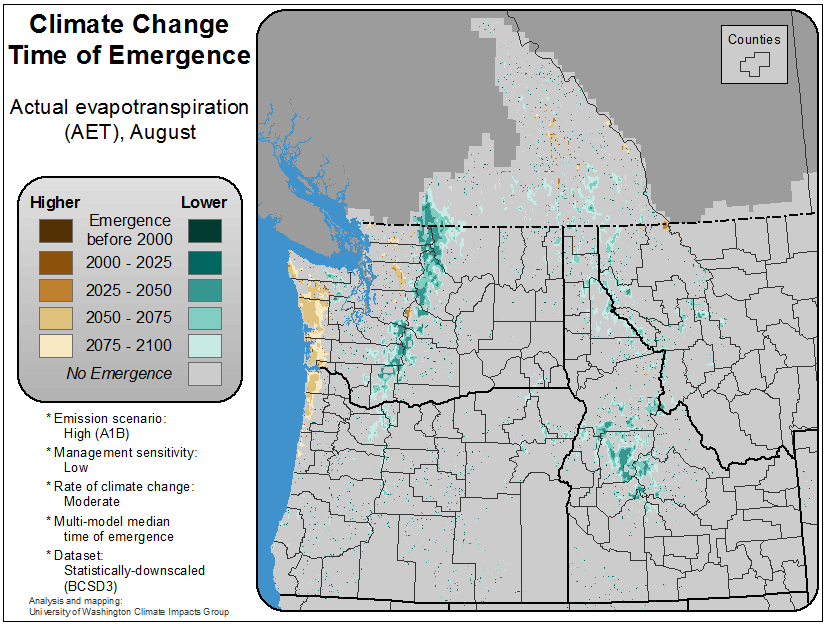 Climate Change
Time of Emergence
Actual evapotranspiration
(AET), August
Higher
Lower
Emergence
before 2000
2000 - 2025
2025 - 2050
2050 - 2075
2075 - 2100
No Emergence
* Emission scenario:
High (A1B)
* Management sensitivity:
Low
* Rate of climate change:
Moderate
* Multi-model median
time of emergence
* Dataset:
Statistically-downscaled
(BCSD3)
Analysis and mapping:
University of Washington Climate Impacts Group
Counties